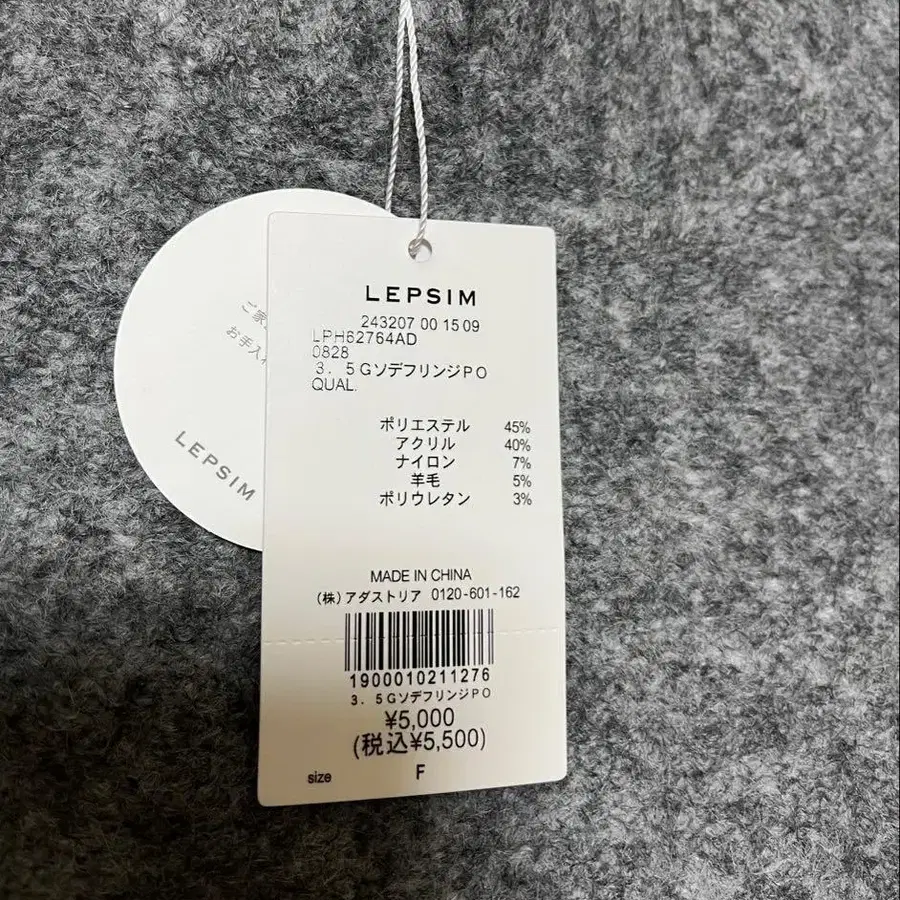 LEPSIM
243207 00 15 09
LPH62764AD
0828
3．5GソデフリンジPO
QUAL.
ポリエステル 45%
アクリル 40%
ナイロン 7%
羊毛 5%
ポリウレタン 3%
MADE IN CHINA
(株)アダストリア 0120-601-162
1900010211276
3．5GソデフリンジPO
¥5,000
(税込¥5,500)
size F
お手入
LEPSIM